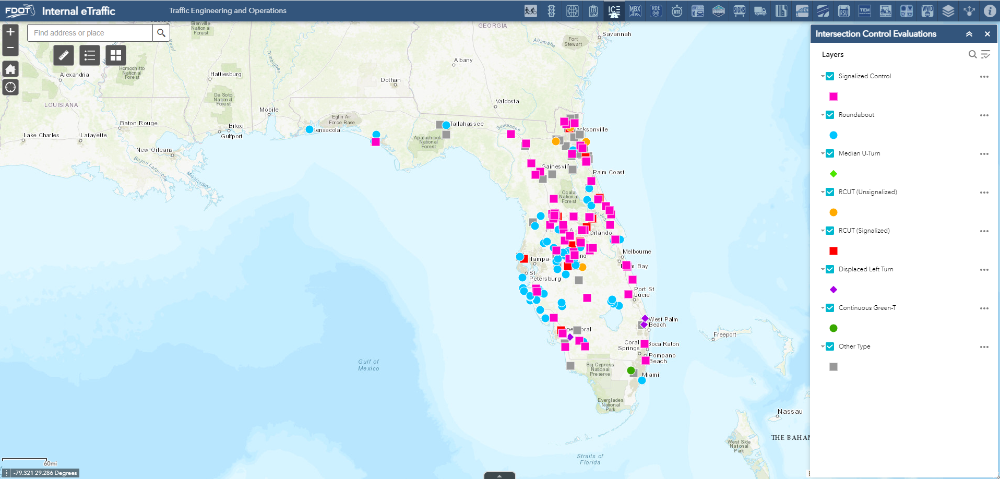 FDOT
Internal eTraffic
Traffic Engineering and Operations
ICE
MBX
RDE
RTE
SIGNS
RSU
TEM
WWD
Find address or place
Intersection Control Evaluations
Layers
Signalized Control
Roundabout
Median U-Turn
RCUT (Unsignalized)
RCUT (Signalized)
Displaced Left Turn
Continuous Green-T
Other Type
Bienville
National
Forest
GEORGIA
Savannah
Altamaha
Fort
Stewart
Tombigbee
Albany
Homochitto
National
Forest
Alexandria
Hattiesburg
Dothan
De Soto
National
Forest
LOUISIANA
Valdosta
Mobile
Eglin Air
Force Base
Baton Rouge
Biloxi
Gulfport
Pensacola
Tallahassee
Suwannee
Jacksonville
Lake Charles
Lafayette
Apalachicola
National
Forest
New Orleans
Bayou Lafourche
Mississippi
Gainesvil
Palm Coast
Ocala
National
Forest
St John
Orlando
Melbourne
Tampa
St
Petersburg
m Bay
Port St
Lucie
West Palm
Beach
Freeport
Coral
Springs
Boca Raton
Pompano
Beach
Gulf of
Mexico
Big Cypress
National
Preserve
Miami
Everglades
National
Park
Nassau
THE BAHAM
West Side
National
Park
Straits of
Florida
60mi
-79.321 29.286 Degrees